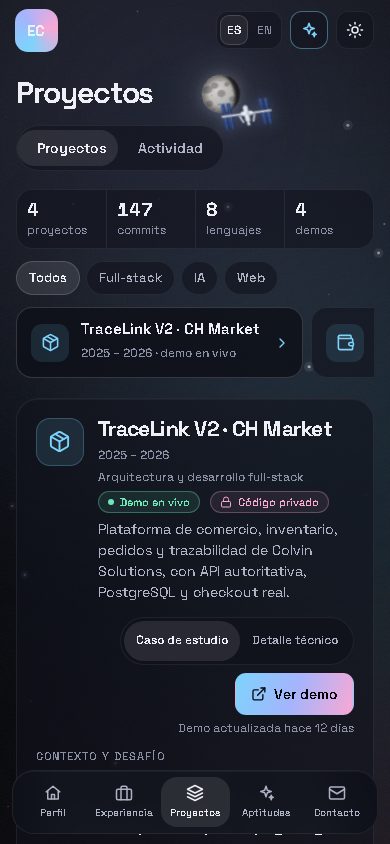 EC
ES EN
Proyectos
Proyectos Actividad
4 147 8 4
proyectos commits lenguajes demos
Todos Full-stack IA Web
TraceLink V2 · CH Market
2025 – 2026 · demo en vivo
TraceLink V2 · CH Market
2025 – 2026
Arquitectura y desarrollo full-stack
Demo en vivo Código privado
Plataforma de comercio, inventario,
pedidos y trazabilidad de Colvin
Solutions, con API autoritativa,
PostgreSQL y checkout real.
Caso de estudio Detalle técnico
Ver demo
Demo actualizada hace 12 días
CONTEXTO Y DESAFÍO
Perfil Experiencia Proyectos Aptitudes Contacto